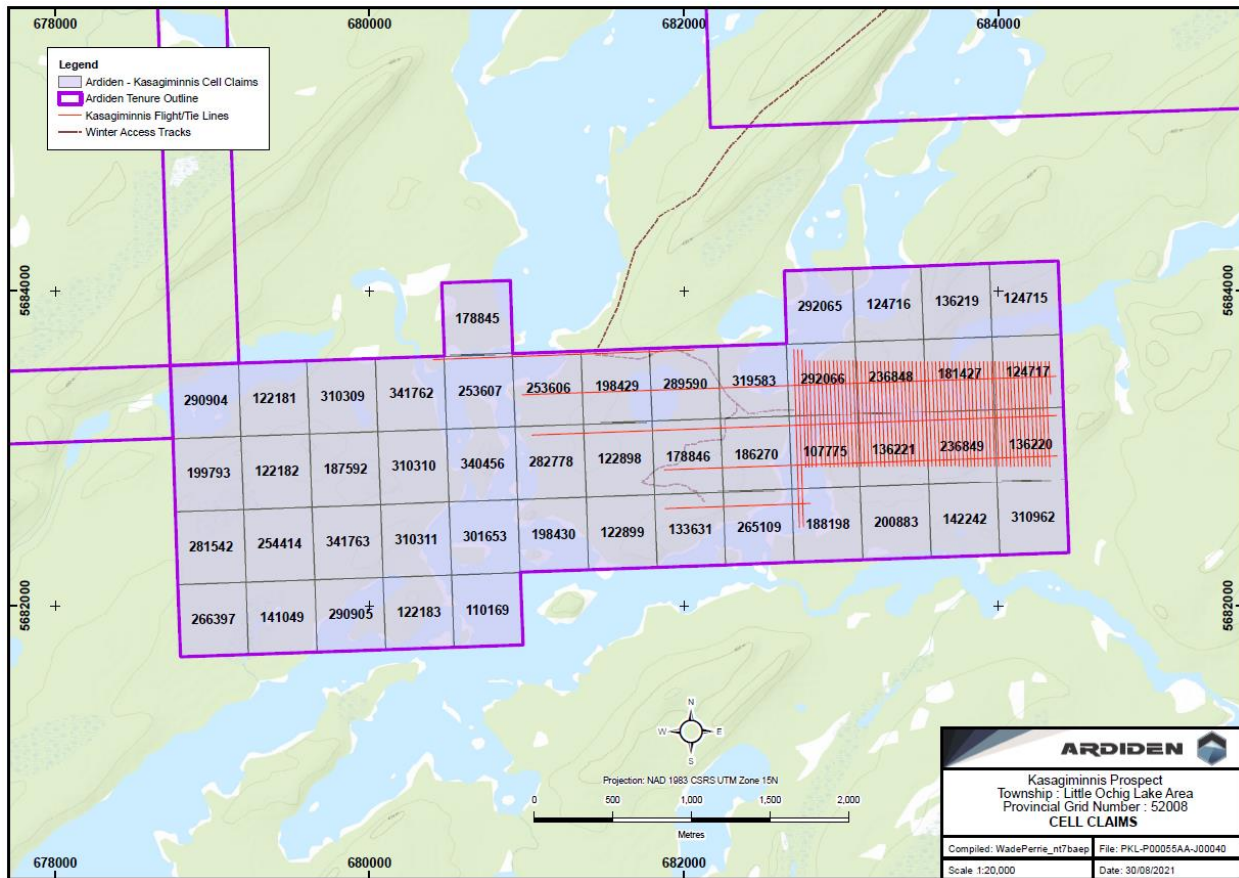 678000 680000 682000 684000
Legend
Ardiden - Kasagiminnis Cell Claims
Ardiden Tenure Outline
Kasagiminnis Flight/Tie Lines
Winter Access Tracks
5684000 5684000
178845 292065 124716 136219 124715
290904 122181 310309 341762 253607 253606 198429 289590 319583 292066 236848 181427 124717
199793 122182 187592 310310 340456 282778 122898 178846 186270 107775 136221 236849 136220
281542 254414 341763 310311 301653 198430 122899 133631 265109 188198 200883 142242 310962
5682000 5682000
266397 141049 290905 122183 110169
N
W E
S
Projection: NAD 1983 CSRS UTM Zone 15N
0 500 1,000 1,500 2,000
Metres
678000 680000 682000
ARDIDEN
Kasagiminnis Prospect
Township : Little Ochig Lake Area
Provincial Grid Number : 52008
CELL CLAIMS
Compiled: WadePerrie_nt7baep File: PKL-P00055AA-J00040
Scale :1:20,000 Date: 30/08/2021